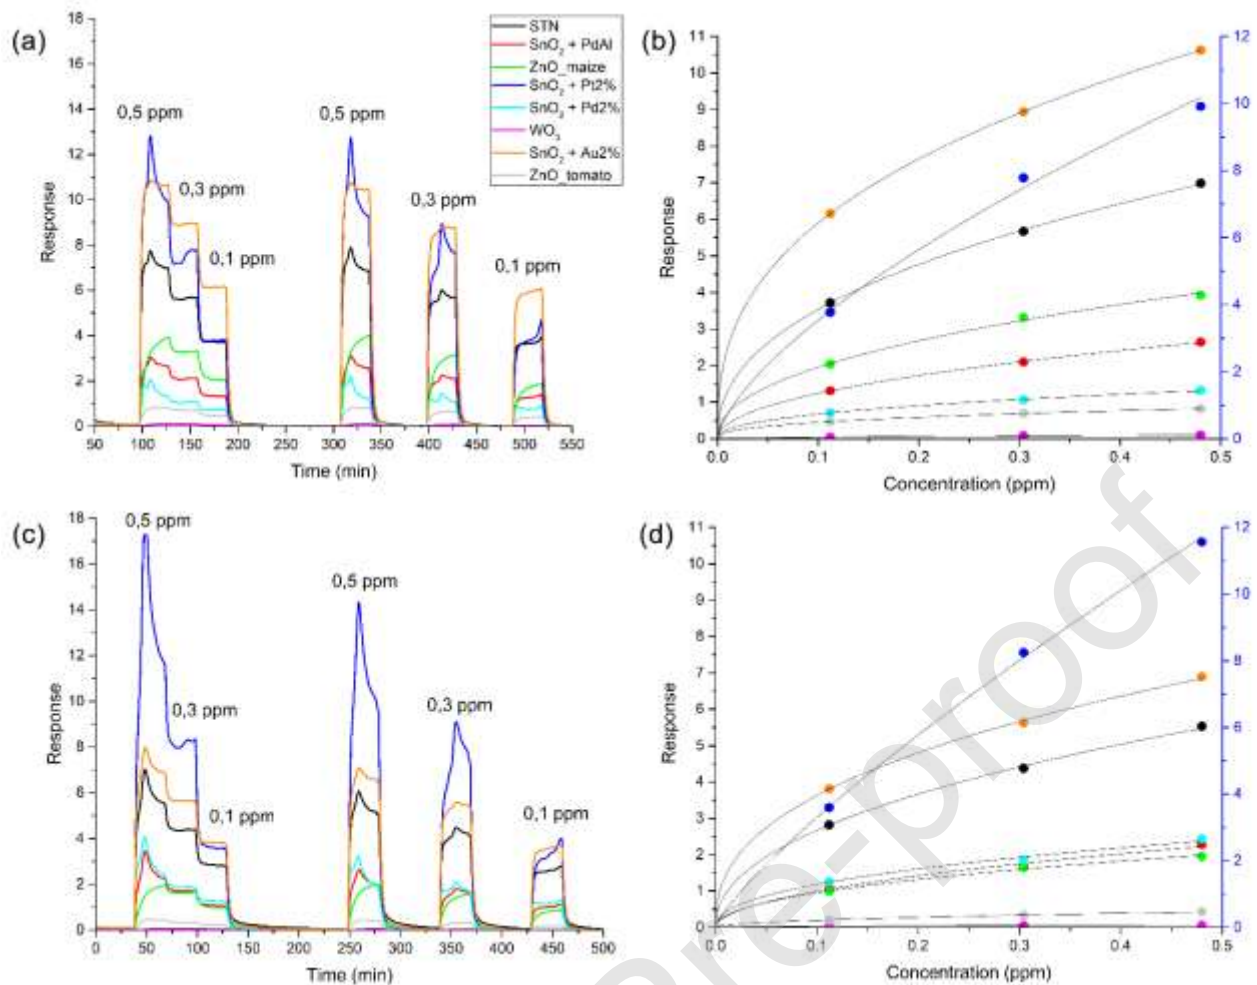 (a)
18
16
14
12
10
8
6
4
2
0
Response
50 100 150 200 250 300 350 400 450 500 550
Time (min)
0,5 ppm
0,3 ppm
0,1 ppm
0,5 ppm
0,3 ppm
0,1 ppm
STN
SnO2 + PdAl
ZnO_maize
SnO2 + Pt2%
SnO2 + Pd2%
WO3
SnO2 + Au2%
ZnO_tomato
(b)
11
10
9
8
7
6
5
4
3
2
1
0
Response
12
10
8
6
4
2
0
0.0 0.1 0.2 0.3 0.4 0.5
Concentration (ppm)
(c)
18
16
14
12
10
8
6
4
2
0
Response
0 50 100 150 200 250 300 350 400 450 500
Time (min)
0,5 ppm
0,3 ppm
0,1 ppm
0,5 ppm
0,3 ppm
0,1 ppm
(d)
11
10
9
8
7
6
5
4
3
2
1
0
Response
12
10
8
6
4
2
0
0.0 0.1 0.2 0.3 0.4 0.5
Concentration (ppm)
re-proof